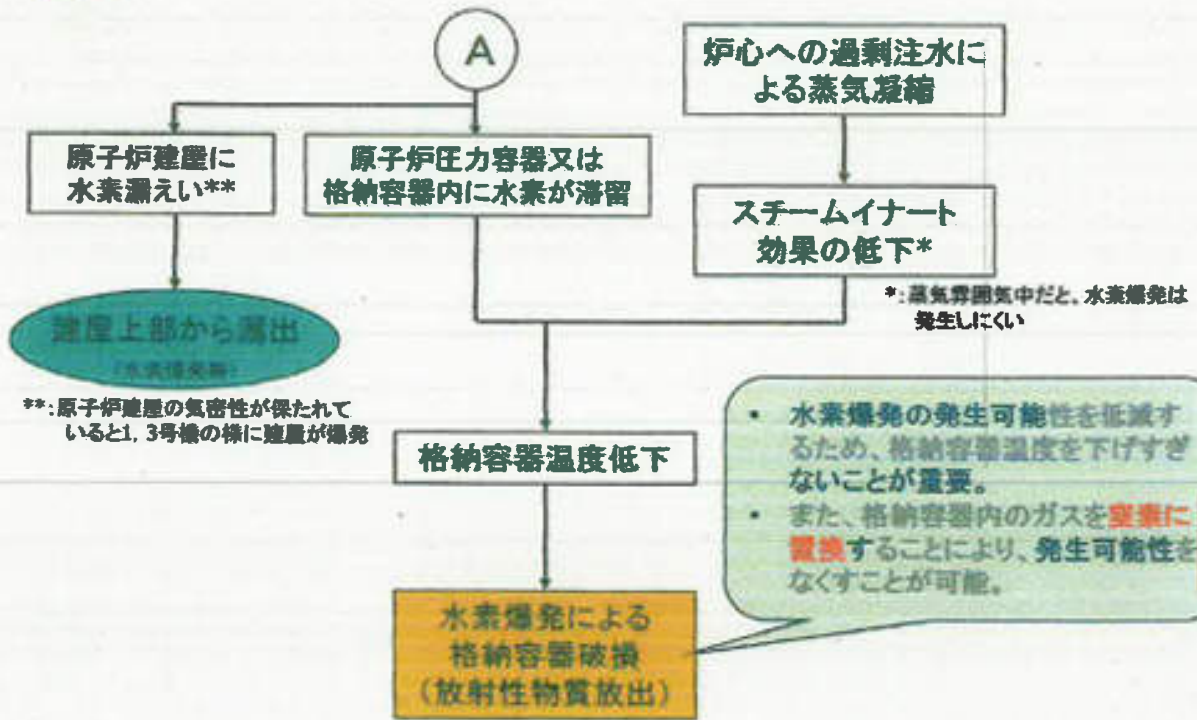 A
炉心への過剰注水に
よる蒸気凝縮
原子炉建屋に
水素漏えい**
原子炉圧力容器又は
格納容器内に水素が滞留
スチームイナート
効果の低下*
*:蒸気雰囲気中だと、水素爆発は
発生しにくい
建屋上部から漏出
(水素爆発等)
**:原子炉建屋の気密性が保たれて
いると1, 3号機の様に建屋が爆発
格納容器温度低下
• 水素爆発の発生可能性を低減す
るため、格納容器温度を下げすぎ
ないことが重要。
• また、格納容器内のガスを窒素に
置換することにより、発生可能性を
なくすことが可能。
水素爆発による
格納容器破損
(放射性物質放出)